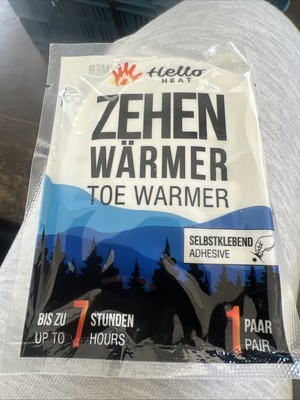 Hello
HEAT
ZEHEN
WÄRMER
TOE WARMER
SELBSTKLEBEND
ADHESIVE
BIS ZU 7 STUNDEN
UP TO HOURS
1 PAAR
PAIR